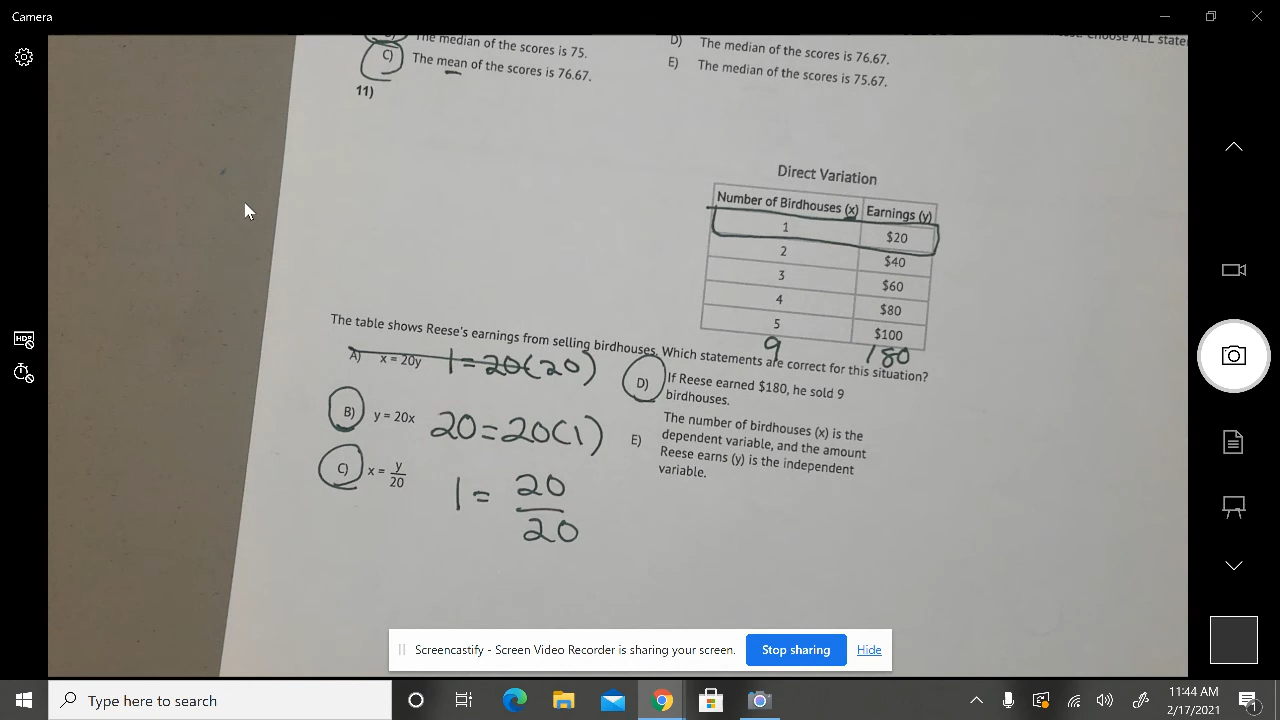 Camera
The median of the scores is 75.
C) The mean of the scores is 76.67.
D) The median of the scores is 76.67.
E) The median of the scores is 75.67.
Choose ALL
11)
Direct Variation
Number of Birdhouses (x) Earnings (y)
1 $20
2 $40
3 $60
4 $80
5 $100
9 180
The table shows Reese's earnings from selling birdhouses. Which statements are correct for this situation?
A) x = 20y 1 = 20(20)
B) y = 20x 20 = 20(1)
C) x = y/20 1 = 20/20
D) If Reese earned $180, he sold 9
birdhouses.
E) The number of birdhouses (x) is the
dependent variable, and the amount
Reese earns (y) is the independent
variable.
Screencastify - Screen Video Recorder is sharing your screen. Stop sharing Hide
Type here to search
11:44 AM
2/17/2021